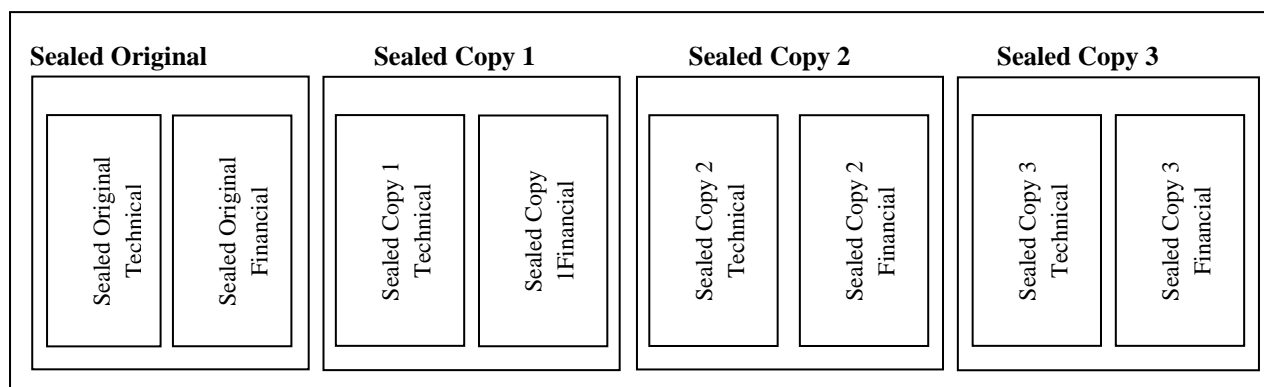 Sealed Original
Sealed Copy 1
Sealed Copy 2
Sealed Copy 3
Sealed Original
Technical
Sealed Original
Financial
Sealed Copy 1
Technical
Sealed Copy
1Financial
Sealed Copy 2
Technical
Sealed Copy 2
Financial
Sealed Copy 3
Technical
Sealed Copy 3
Financial